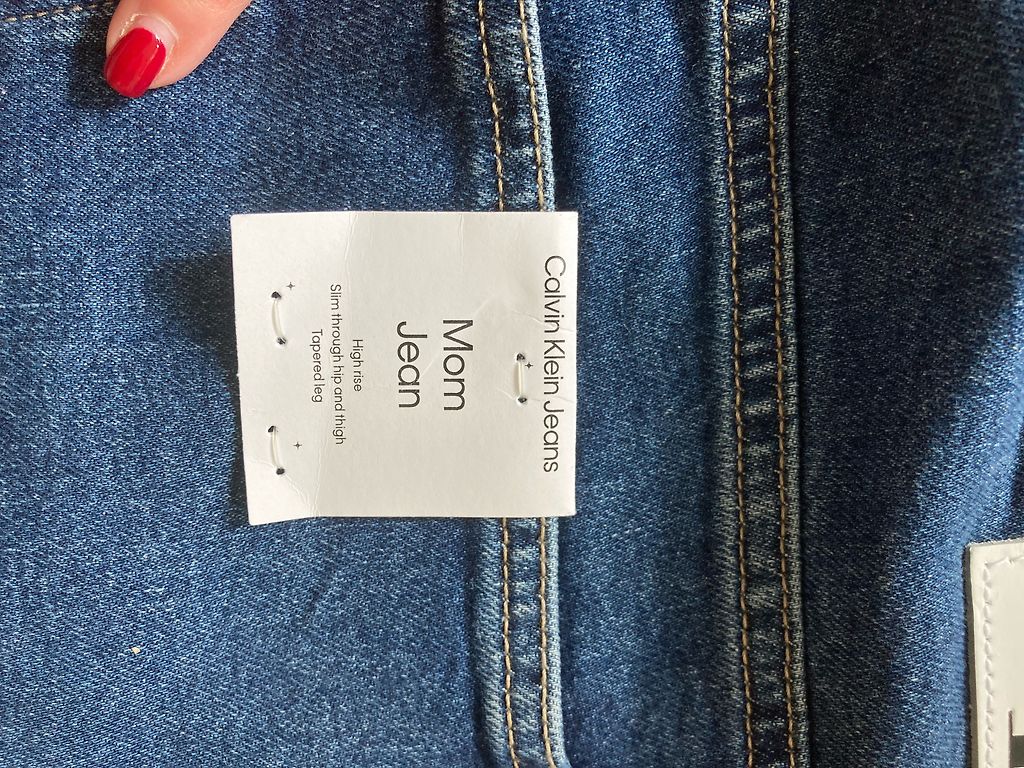 Calvin Klein Jeans
Mom
Jean
High rise
Slim through hip and thigh
Tapered leg